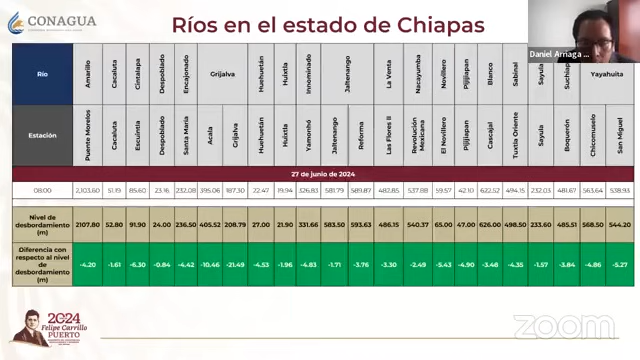 CONAGUA
Ríos en el estado de Chiapas
Daniel Arriaga ...
Río Amarillo Cacaluta Cintalapa Despoblado Encajonado Grijalva Huehuetán Huixtla Innominado Jaltenango La Venta Nacayumba Novillero Pijijiapan Blanco Sabinal Sayula Suchiap Yayahuita
Estación Puente Morelos Cacaluta Escuintla Despoblado Santa María Acala Grijalva Huehuetán Huixtla Yamonhó Jaltenango Reforma Las Flores II Revolución Mexicana El Novillero Pijijiapan Cascajal Tuxtla Oriente Sayula Boquerón Chicomuselo San Miguel
27 de junio de 2024
08:00 2,103.60 51.19 85.60 23.16 232.08 395.06 187.30 22.47 19.94 326.83 581.79 589.87 482.85 537.88 59.57 42.10 622.52 494.15 232.03 481.67 563.64 538.93
Nivel de desbordamiento (m) 2107.80 52.80 91.90 24.00 236.50 405.52 208.79 27.00 21.90 331.66 583.50 593.63 486.15 540.37 65.00 47.00 626.00 498.50 233.60 485.51 568.50 544.20
Diferencia con respecto al nivel de desbordamiento (m) -4.20 -1.61 -6.30 -0.84 -4.42 -10.46 -21.49 -4.53 -1.96 -4.83 -1.71 -3.76 -3.30 -2.49 -5.43 -4.90 -3.48 -4.35 -1.57 -3.84 -4.86 -5.27
2024
Felipe Carrillo
PUERTO
zoom